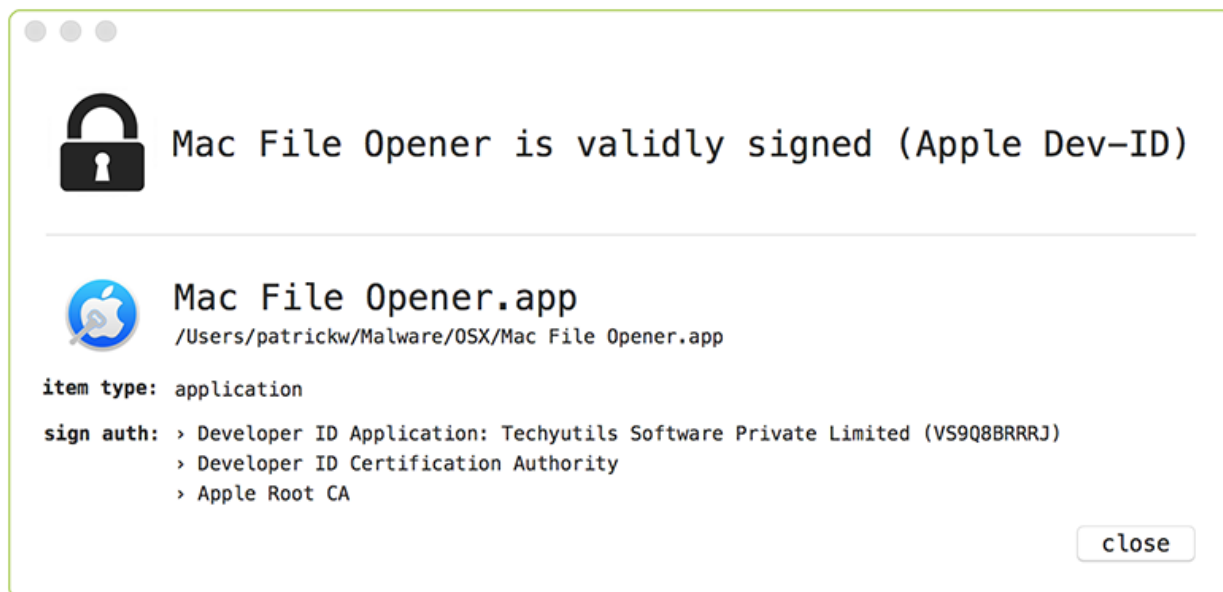 Mac File Opener is validly signed (Apple Dev-ID)
Mac File Opener.app
/Users/patrickw/Malware/OSX/Mac File Opener.app
item type: application
sign auth: › Developer ID Application: Techyutils Software Private Limited (VS9Q8BRRRJ)
› Developer ID Certification Authority
› Apple Root CA
close